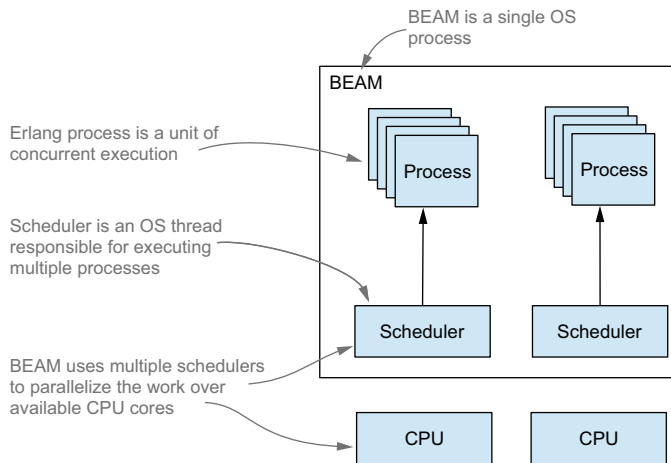 BEAM is a single OS
process
BEAM
Erlang process is a unit of
concurrent execution
Process
Process
Scheduler is an OS thread
responsible for executing
multiple processes
Scheduler
Scheduler
BEAM uses multiple schedulers
to parallelize the work over
available CPU cores
CPU
CPU